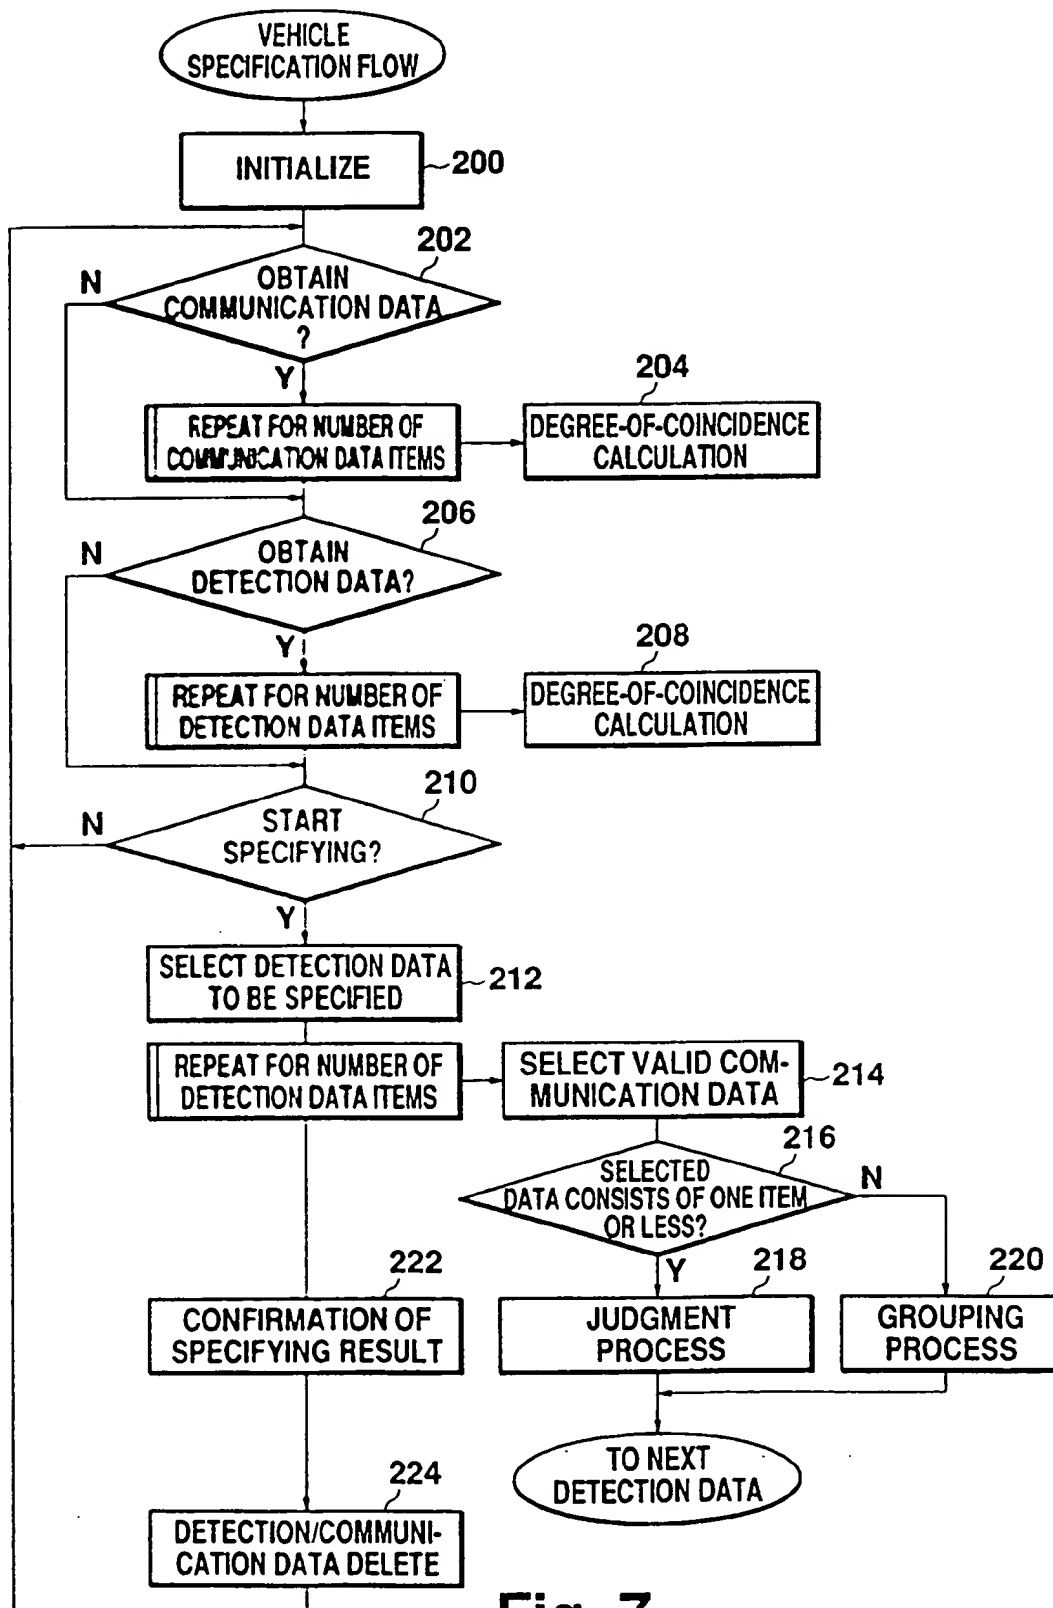 VEHICLE
SPECIFICATION FLOW
INITIALIZE
200
202
N
OBTAIN
COMMUNICATION DATA
?
Y
204
REPEAT FOR NUMBER OF
COMMUNICATION DATA ITEMS
DEGREE-OF-COINCIDENCE
CALCULATION
206
N
OBTAIN
DETECTION DATA?
Y
208
REPEAT FOR NUMBER OF
DETECTION DATA ITEMS
DEGREE-OF-COINCIDENCE
CALCULATION
210
N
START
SPECIFYING?
Y
SELECT DETECTION DATA
TO BE SPECIFIED
212
REPEAT FOR NUMBER OF
DETECTION DATA ITEMS
SELECT VALID COM-
MUNICATION DATA
214
216
SELECTED
DATA CONSISTS OF ONE ITEM
OR LESS?
N
Y
222
218
220
CONFIRMATION OF
SPECIFYING RESULT
JUDGMENT
PROCESS
GROUPING
PROCESS
TO NEXT
DETECTION DATA
224
DETECTION/COMMUNI-
CATION DATA DELETE
Fig. 7